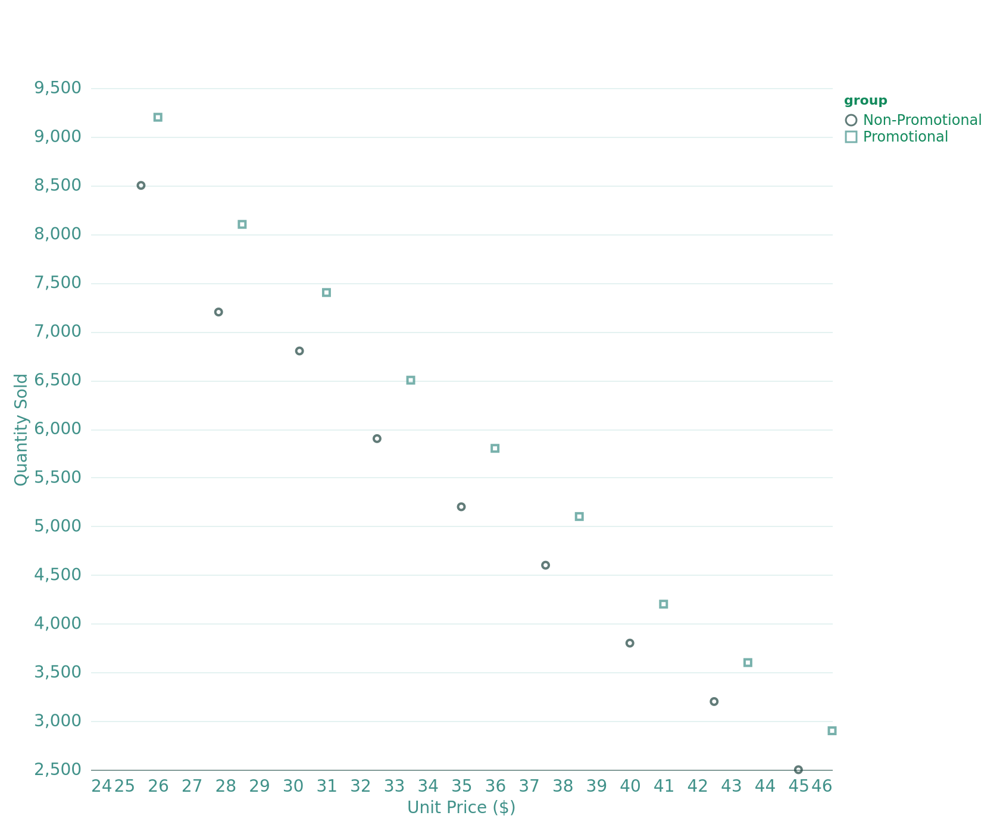 9,500
9,000
8,500
8,000
7,500
7,000
6,500
6,000
5,500
5,000
4,500
4,000
3,500
3,000
2,500
Quantity Sold
24 25 26 27 28 29 30 31 32 33 34 35 36 37 38 39 40 41 42 43 44 45 46
Unit Price ($)
group
Non-Promotional
Promotional